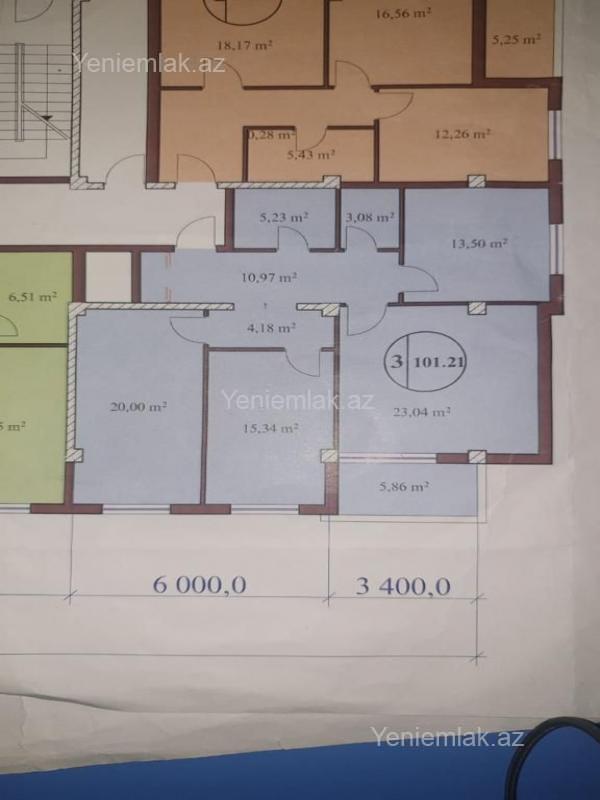 16,56 m²
18,17 m²
5,25 m²
Yeniemlak.az
12,26 m²
0,28 m²
5,43 m²
5,23 m²
3,08 m²
13,50 m²
10,97 m²
6,51 m²
4,18 m²
3 101.21
20,00 m²
Yeniemlak.az
23,04 m²
15,34 m²
5 m²
5,86 m²
6 000,0
3 400,0
Yeniemlak.az